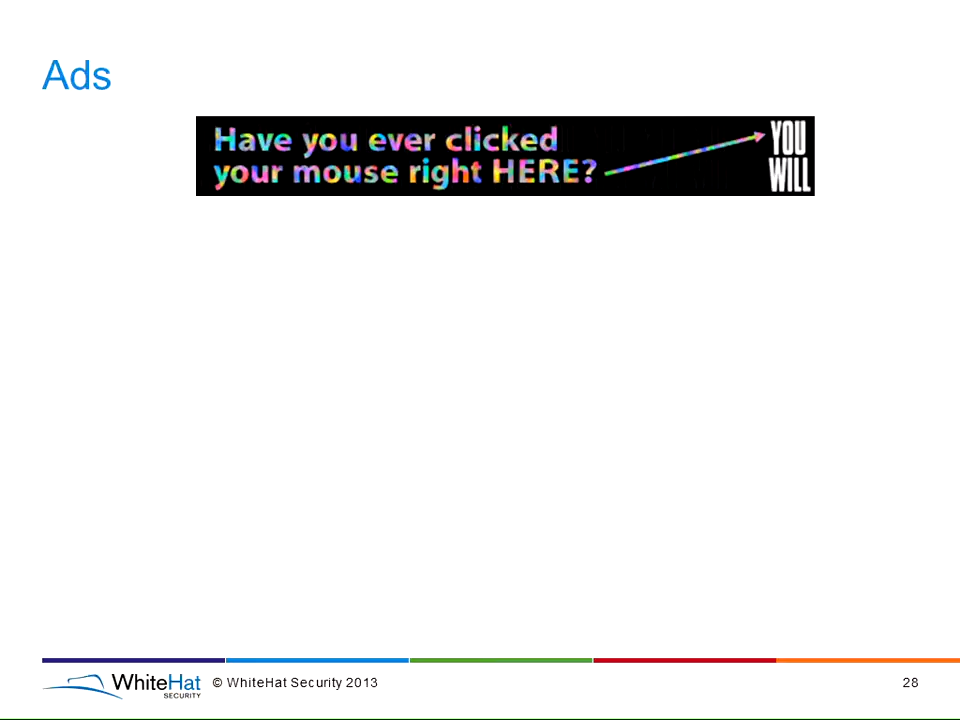 Ads
Have you ever clicked
your mouse right HERE?
YOU
WILL
WhiteHat
SECURITY
© WhiteHat Security 2013
28